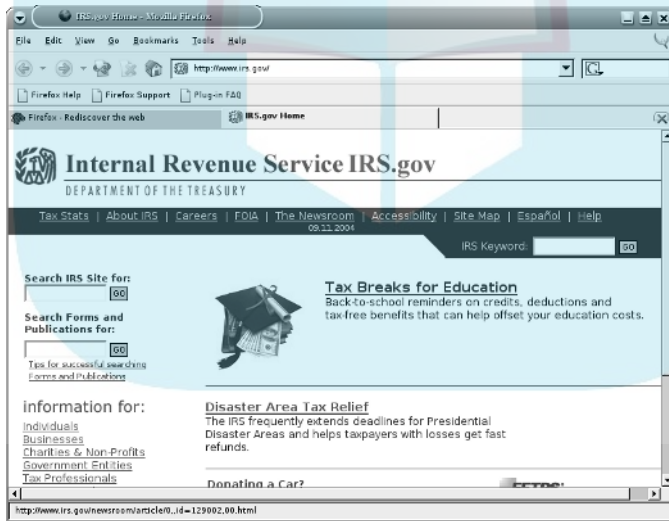 IRS.gov Home - Mozilla Firefox
File Edit View Go Bookmarks Tools Help
http://www.irs.gov/
G
Firefox Help Firefox Support Plug-in FAQ
Firefox - Rediscover the web IRS.gov Home
Internal Revenue Service IRS.gov
DEPARTMENT OF THE TREASURY
Tax Stats | About IRS | Careers | FOIA | The Newsroom | Accessibility | Site Map | Español | Help
09.11.2004
IRS Keyword: GO
Search IRS Site for:
GO
Search Forms and
Publications for:
GO
Tips for successful searching
Forms and Publications
Tax Breaks for Education
Back-to-school reminders on credits, deductions and
tax-free benefits that can help offset your education costs.
information for:
Individuals
Businesses
Charities & Non-Profits
Government Entities
Tax Professionals
Disaster Area Tax Relief
The IRS frequently extends deadlines for Presidential
Disaster Areas and helps taxpayers with losses get fast
refunds.
Donating a Car?
EFTPS:
http://www.irs.gov/newsroom/article/0,,id=129002,00.html